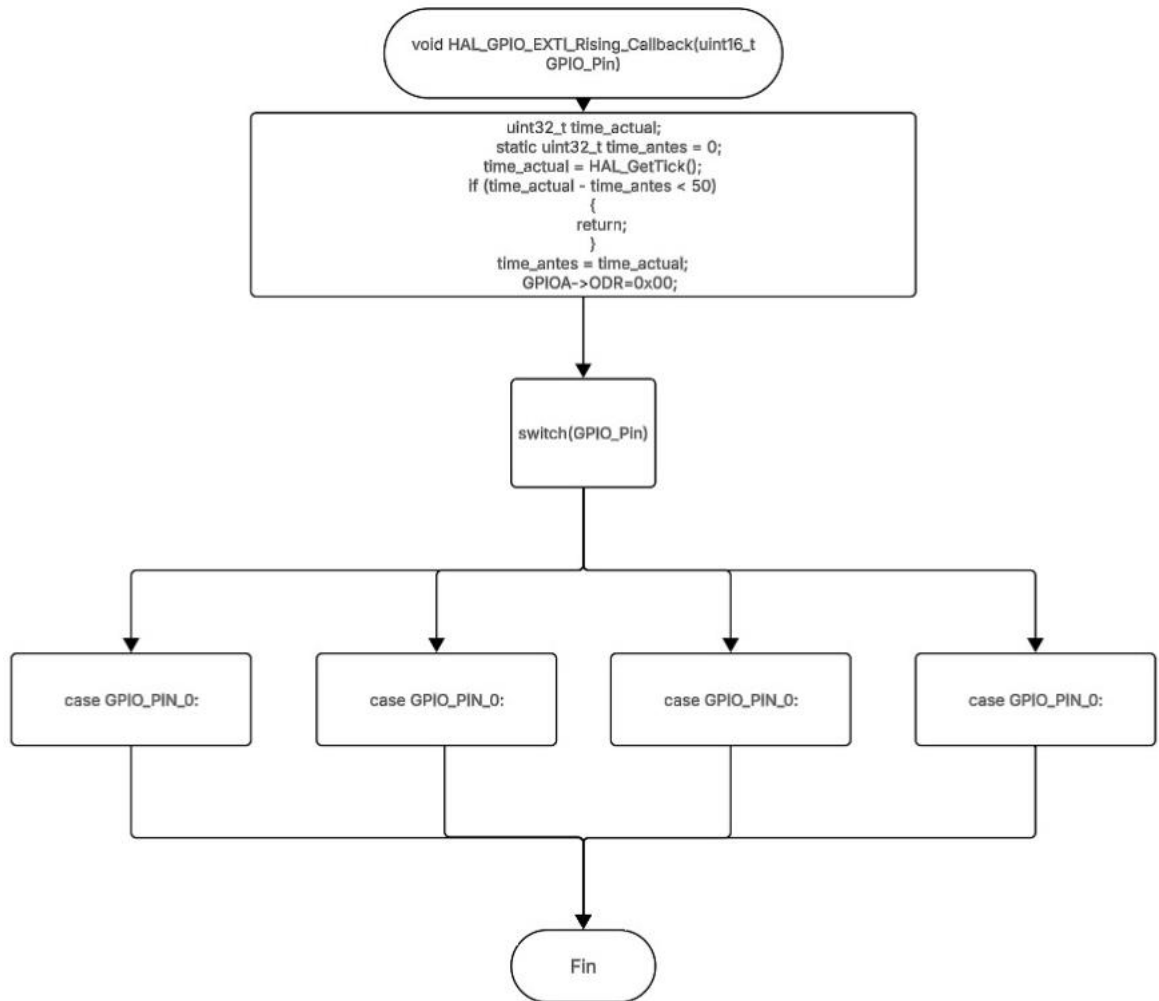 void HAL_GPIO_EXTI_Rising_Callback(uint16_t
GPIO_Pin)
uint32_t time_actual;
static uint32_t time_antes = 0;
time_actual = HAL_GetTick();
if (time_actual - time_antes < 50)
{
return;
}
time_antes = time_actual;
GPIOA->ODR=0x00;
switch(GPIO_Pin)
case GPIO_PIN_0:
case GPIO_PIN_0:
case GPIO_PIN_0:
case GPIO_PIN_0:
Fin